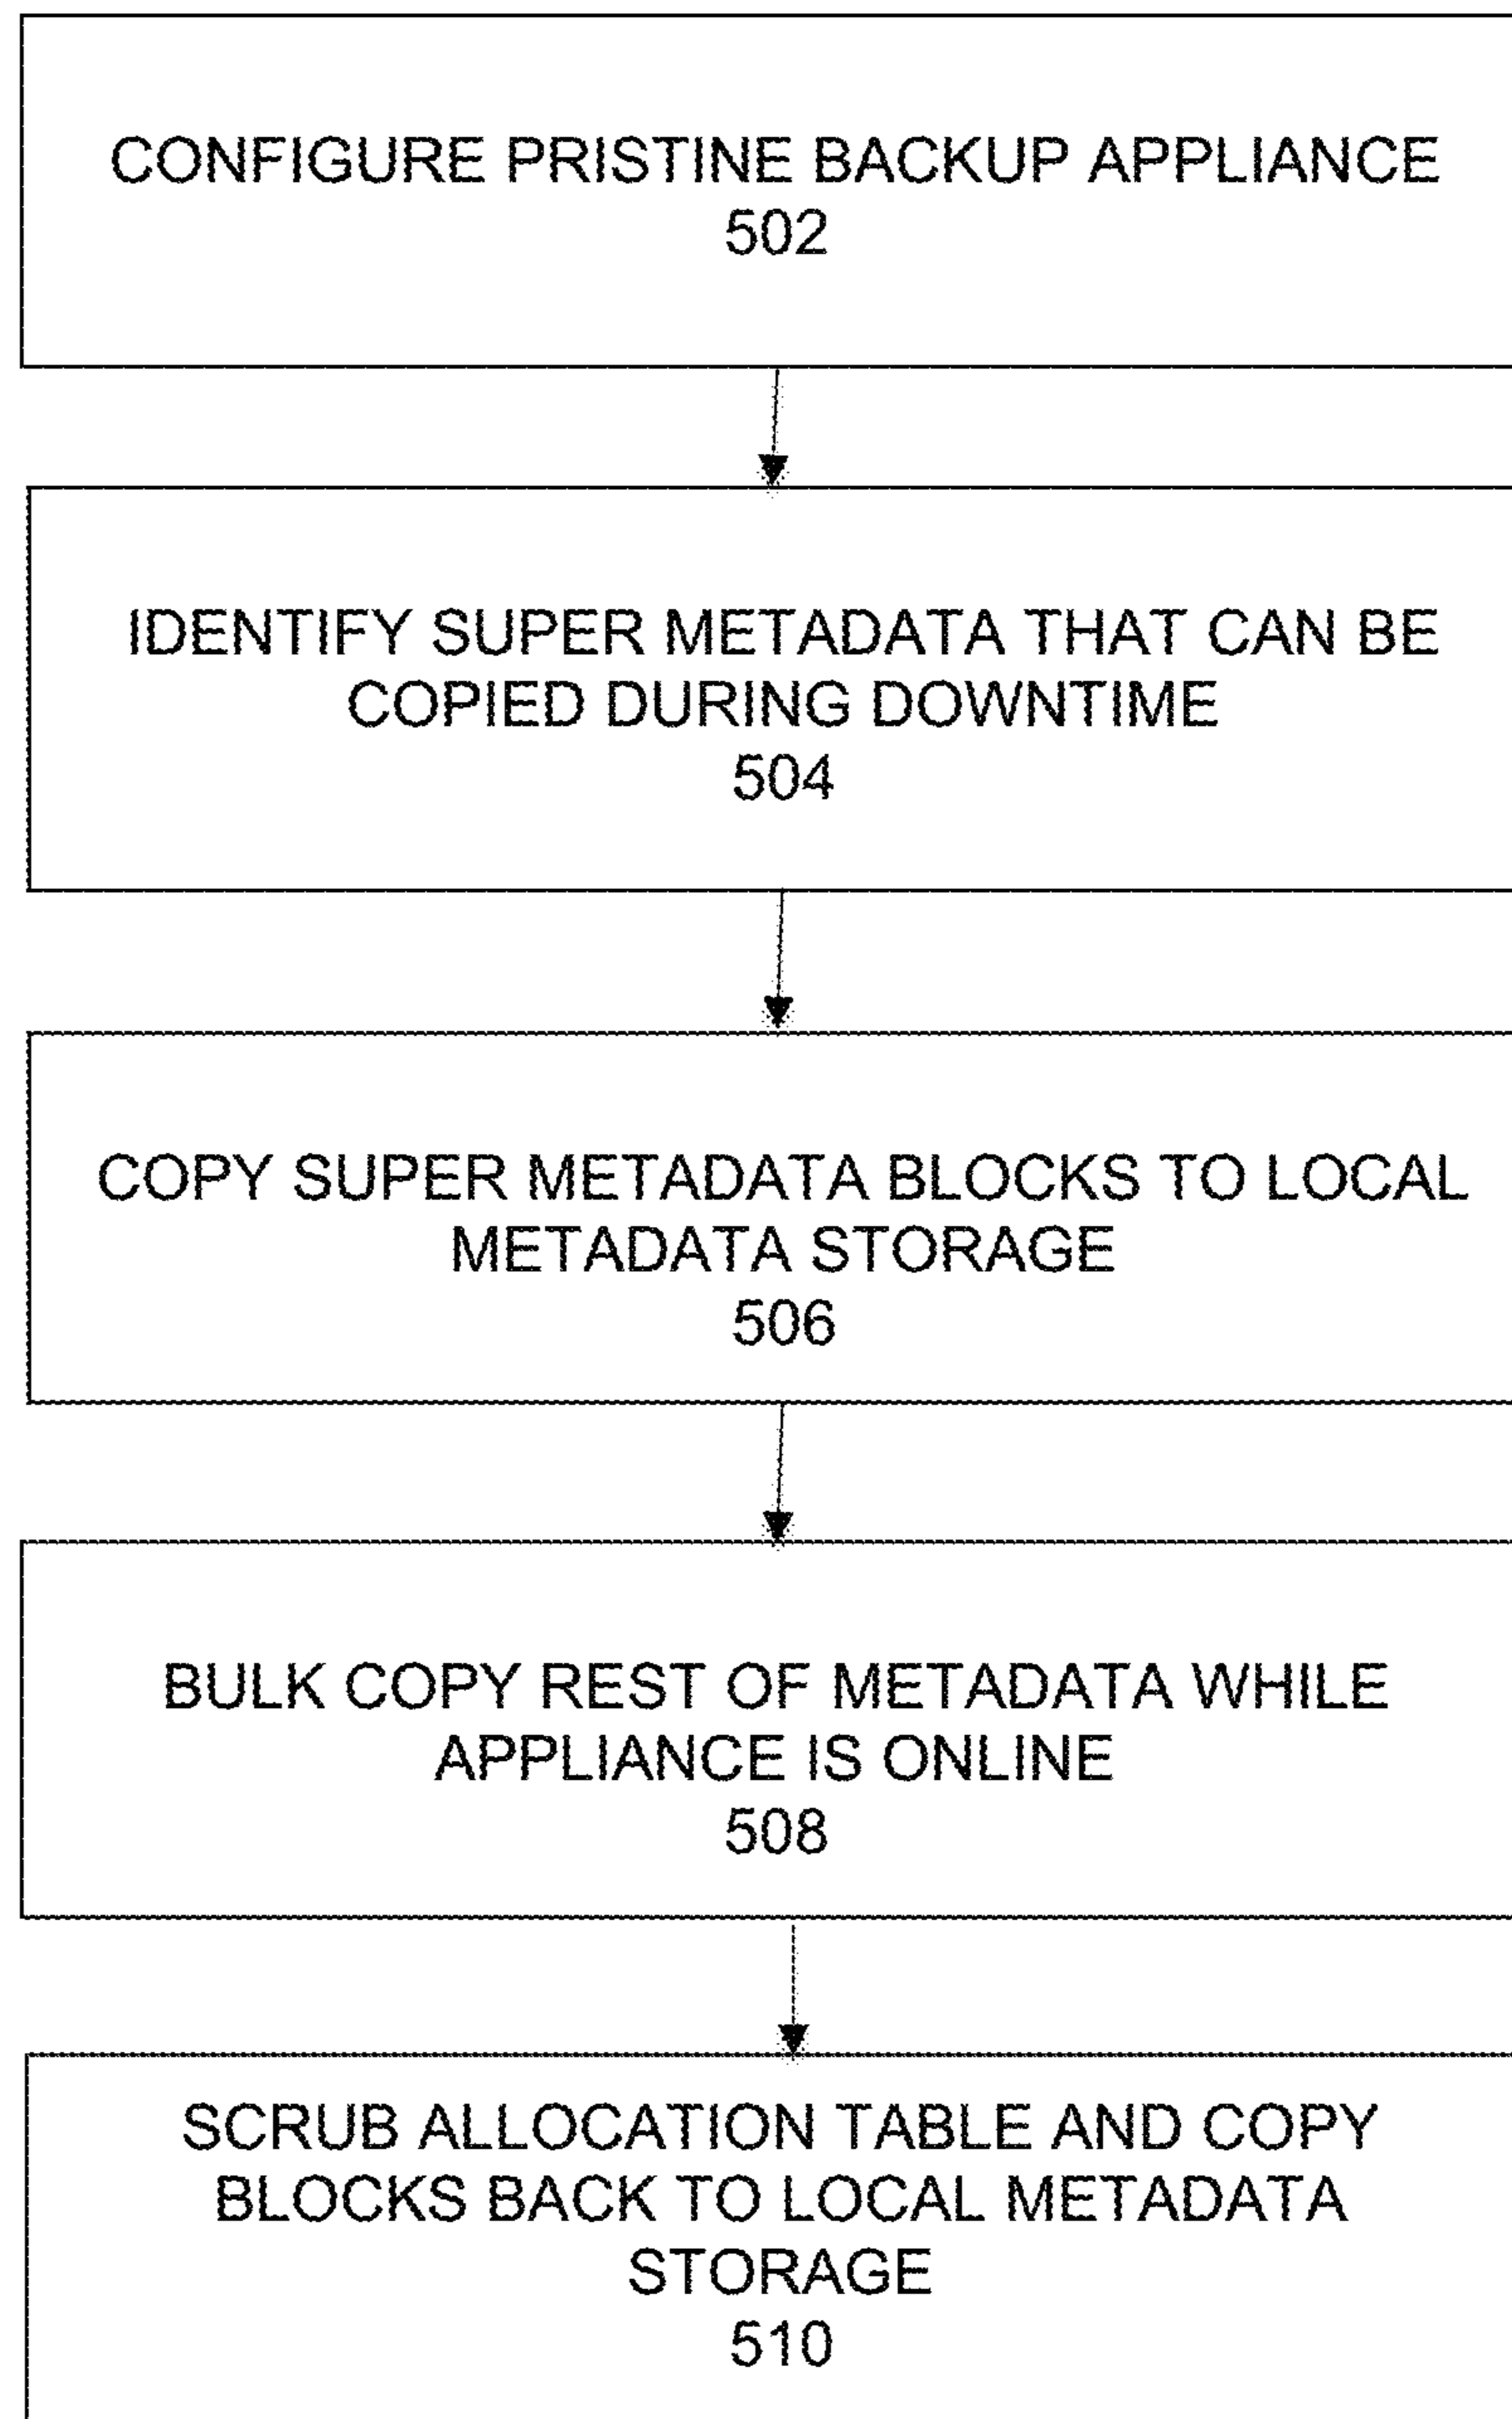 CONFIGURE PRISTINE BACKUP APPLIANCE
502
IDENTIFY SUPER METADATA THAT CAN BE
COPIED DURING DOWNTIME
504
COPY SUPER METADATA BLOCKS TO LOCAL
METADATA STORAGE
506
BULK COPY REST OF METADATA WHILE
APPLIANCE IS ONLINE
508
SCRUB ALLOCATION TABLE AND COPY
BLOCKS BACK TO LOCAL METADATA
STORAGE
510